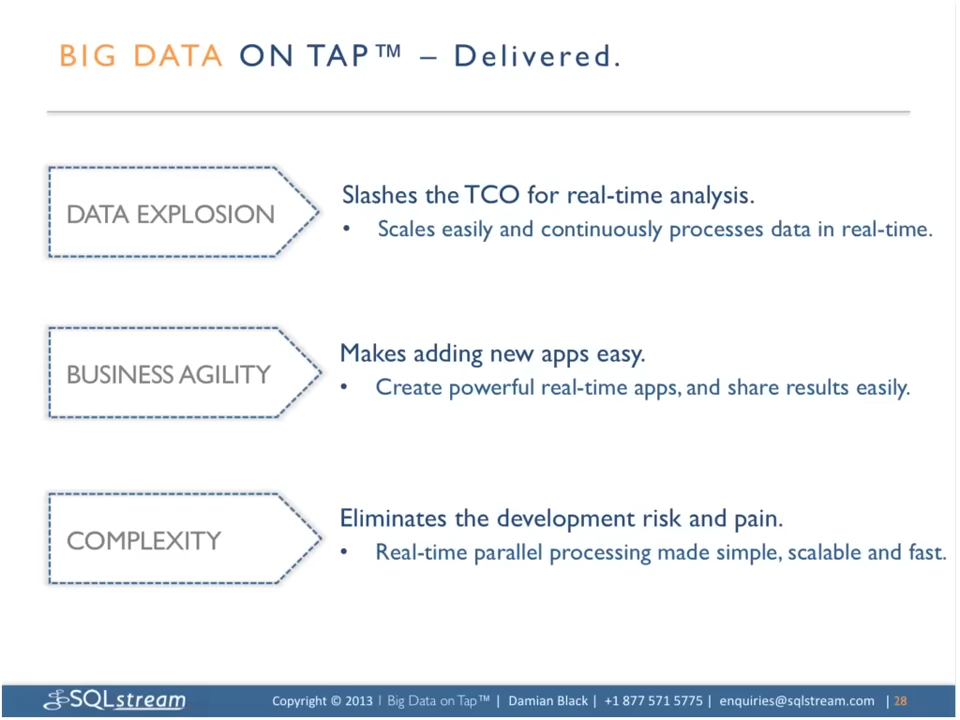 BIG DATA ON TAP™ – Delivered.
DATA EXPLOSION
Slashes the TCO for real-time analysis.
• Scales easily and continuously processes data in real-time.
BUSINESS AGILITY
Makes adding new apps easy.
• Create powerful real-time apps, and share results easily.
COMPLEXITY
Eliminates the development risk and pain.
• Real-time parallel processing made simple, scalable and fast.
SQLstream
Copyright © 2013 | Big Data on Tap™ | Damian Black | +1 877 571 5775 | enquiries@sqlstream.com | 28